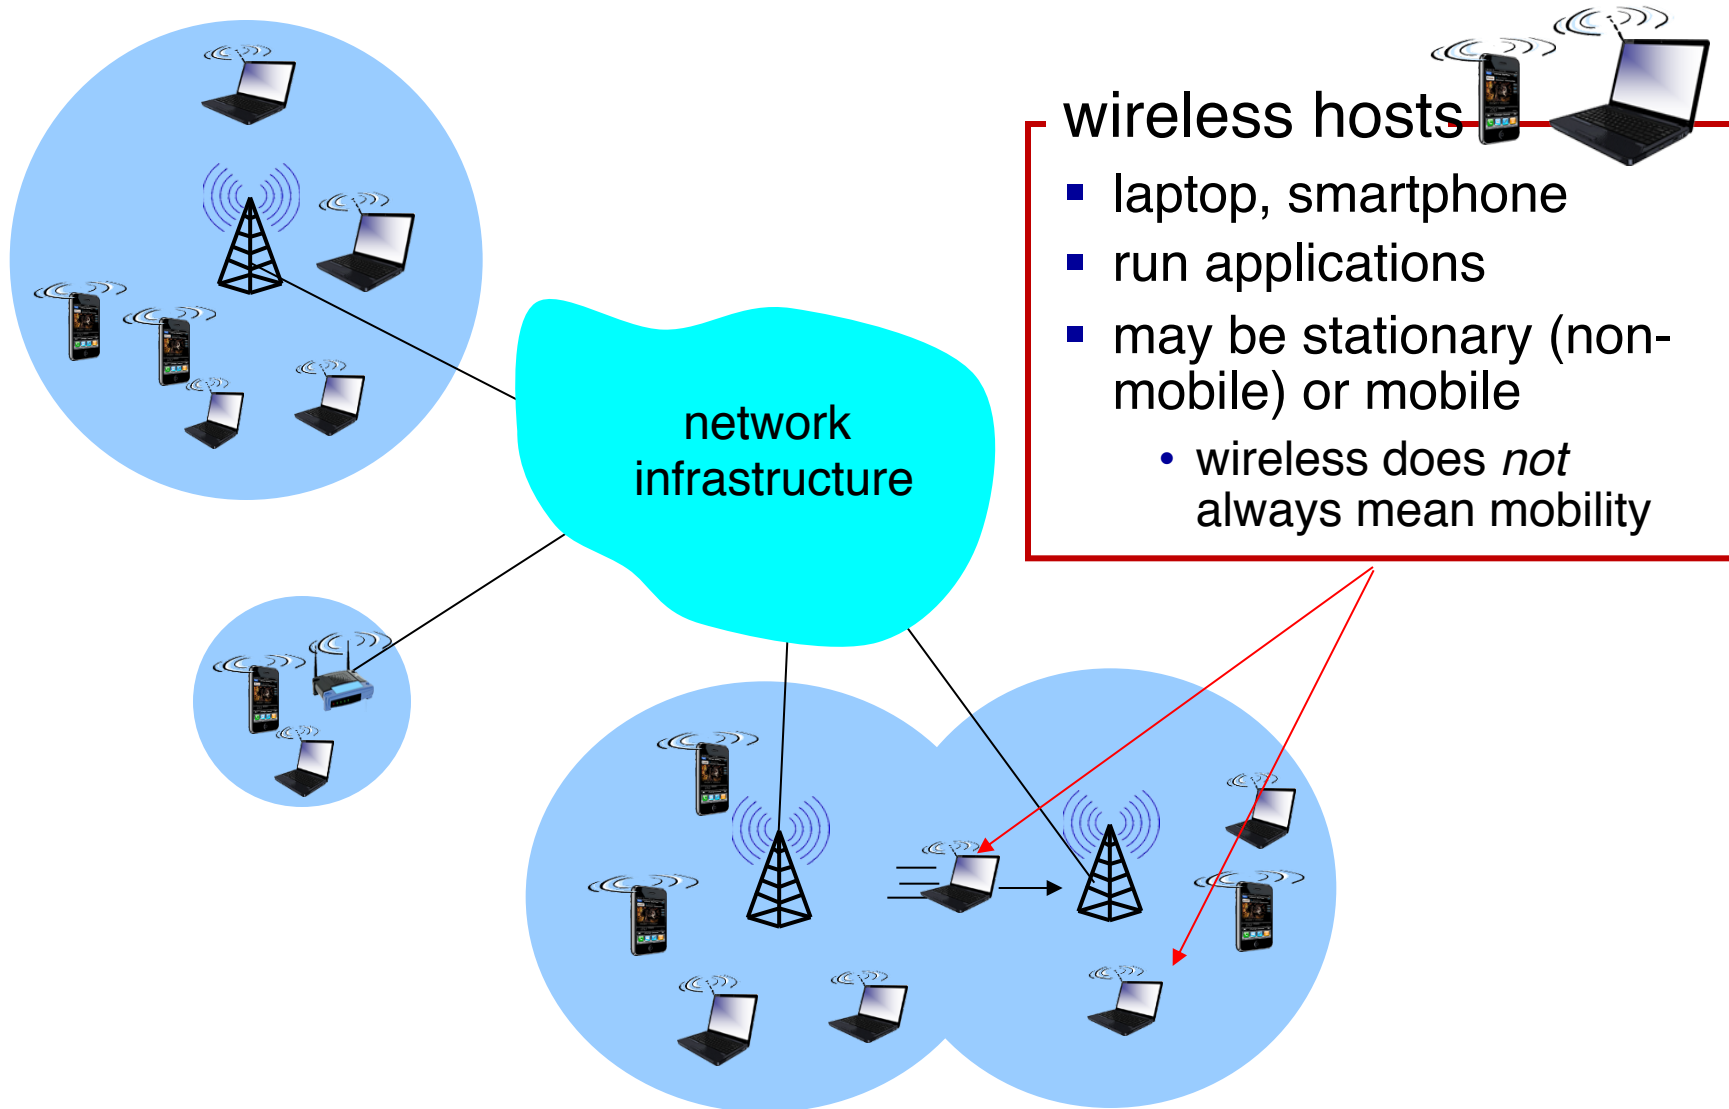 wireless hosts
▪ laptop, smartphone
▪ run applications
▪ may be stationary (non-
mobile) or mobile
• wireless does not
always mean mobility
network
infrastructure